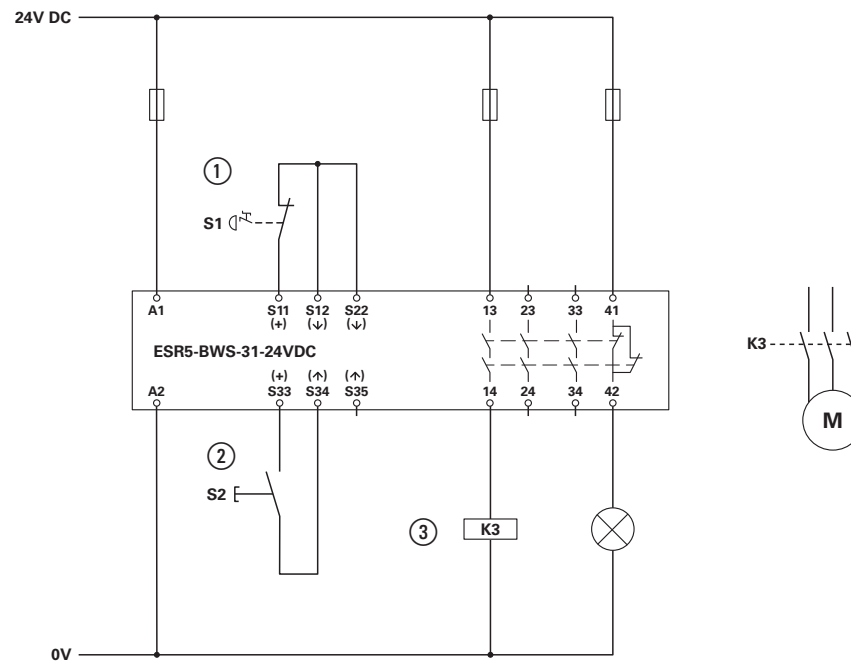 24V DC
1
S1
A1 S11 S12 S22 13 23 33 41
(+) (↓) (↓)
ESR5-BWS-31-24VDC
K3
(+) (↑) (↑)
A2 S33 S34 S35 14 24 34 42
M
2
S2
3
K3
0V